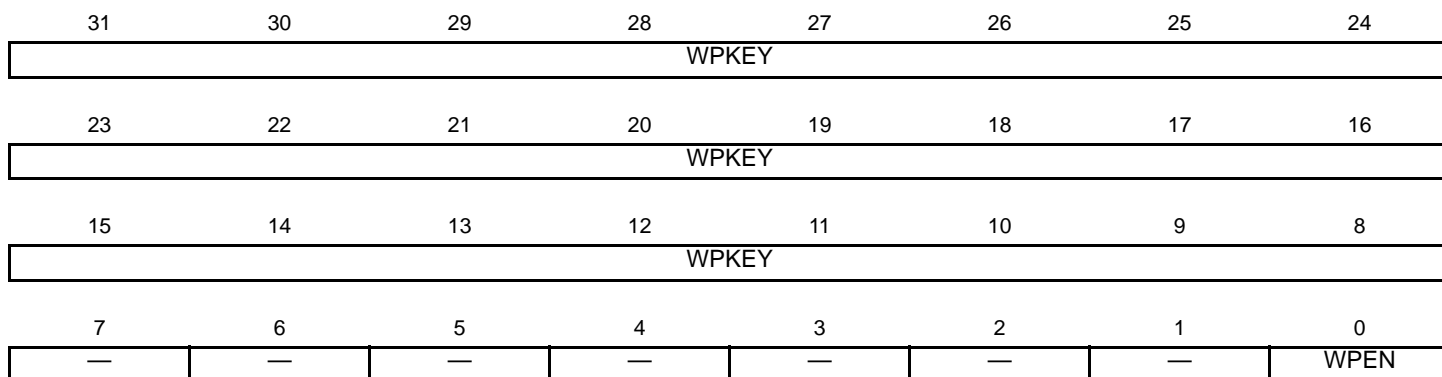 31 30 29 28 27 26 25 24
WPKEY
23 22 21 20 19 18 17 16
WPKEY
15 14 13 12 11 10 9 8
WPKEY
7 6 5 4 3 2 1 0
— — — — — — — WPEN